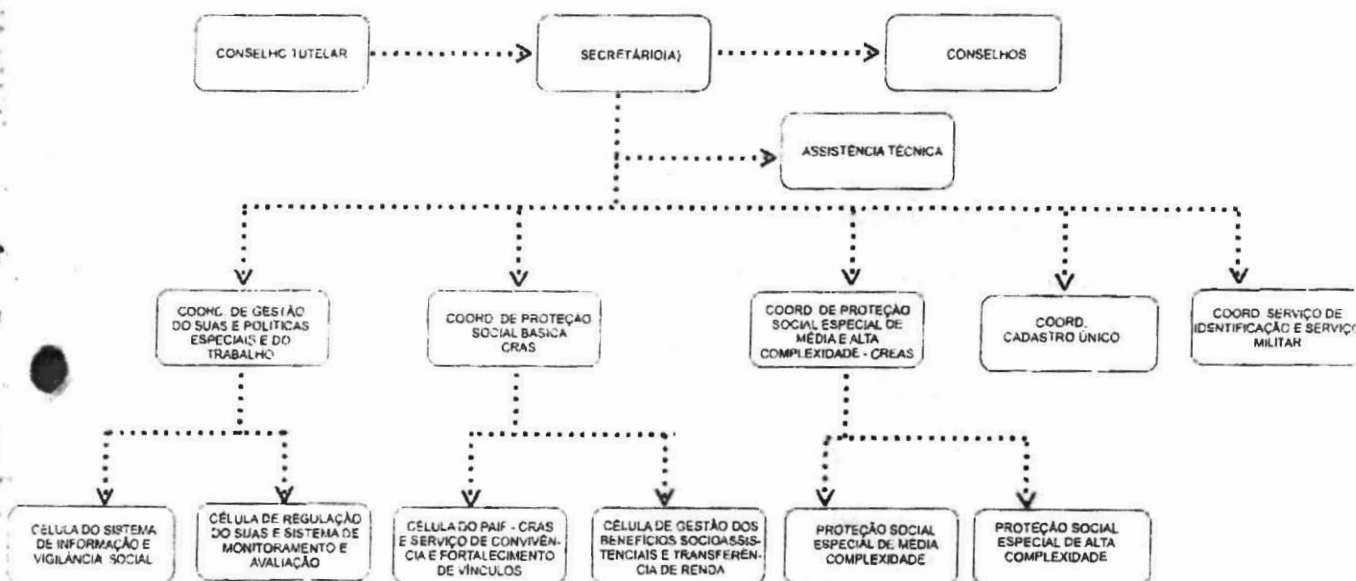 CONSELHO TUTELAR
SECRETÁRIO(A)
CONSELHOS
ASSISTÊNCIA TÉCNICA
COORD. DE GESTÃO
DO SUAS E POLITICAS
ESPECIAIS E DO
TRABALHO
COORD. DE PROTEÇÃO
SOCIAL BASICA
CRAS
COORD DE PROTEÇÃO
SOCIAL ESPECIAL DE
MÉDIA E ALTA
COMPLEXIDADE - CREAS
COORD.
CADASTRO ÚNICO
COORD SERVIÇO DE
IDENTIFICAÇÃO E SERVIÇO
MILITAR
CÉLULA DO SISTEMA
DE INFORMAÇÃO E
VIGILÂNCIA SOCIAL
CÉLULA DE REGULAÇÃO
DO SUAS E SISTEMA DE
MONITORAMENTO E
AVALIAÇÃO
CÉLULA DO PAIF - CRAS
E SERVIÇO DE CONVIVÊN-
CIA E FORTALECIMENTO
DE VÍNCULOS
CÉLULA DE GESTÃO DOS
BENEFÍCIOS SOCIOASSIS-
TENCIAIS E TRANSFERÊN-
CIA DE RENDA
PROTEÇÃO SOCIAL
ESPECIAL DE MÉDIA
COMPLEXIDADE
PROTEÇÃO SOCIAL
ESPECIAL DE ALTA
COMPLEXIDADE